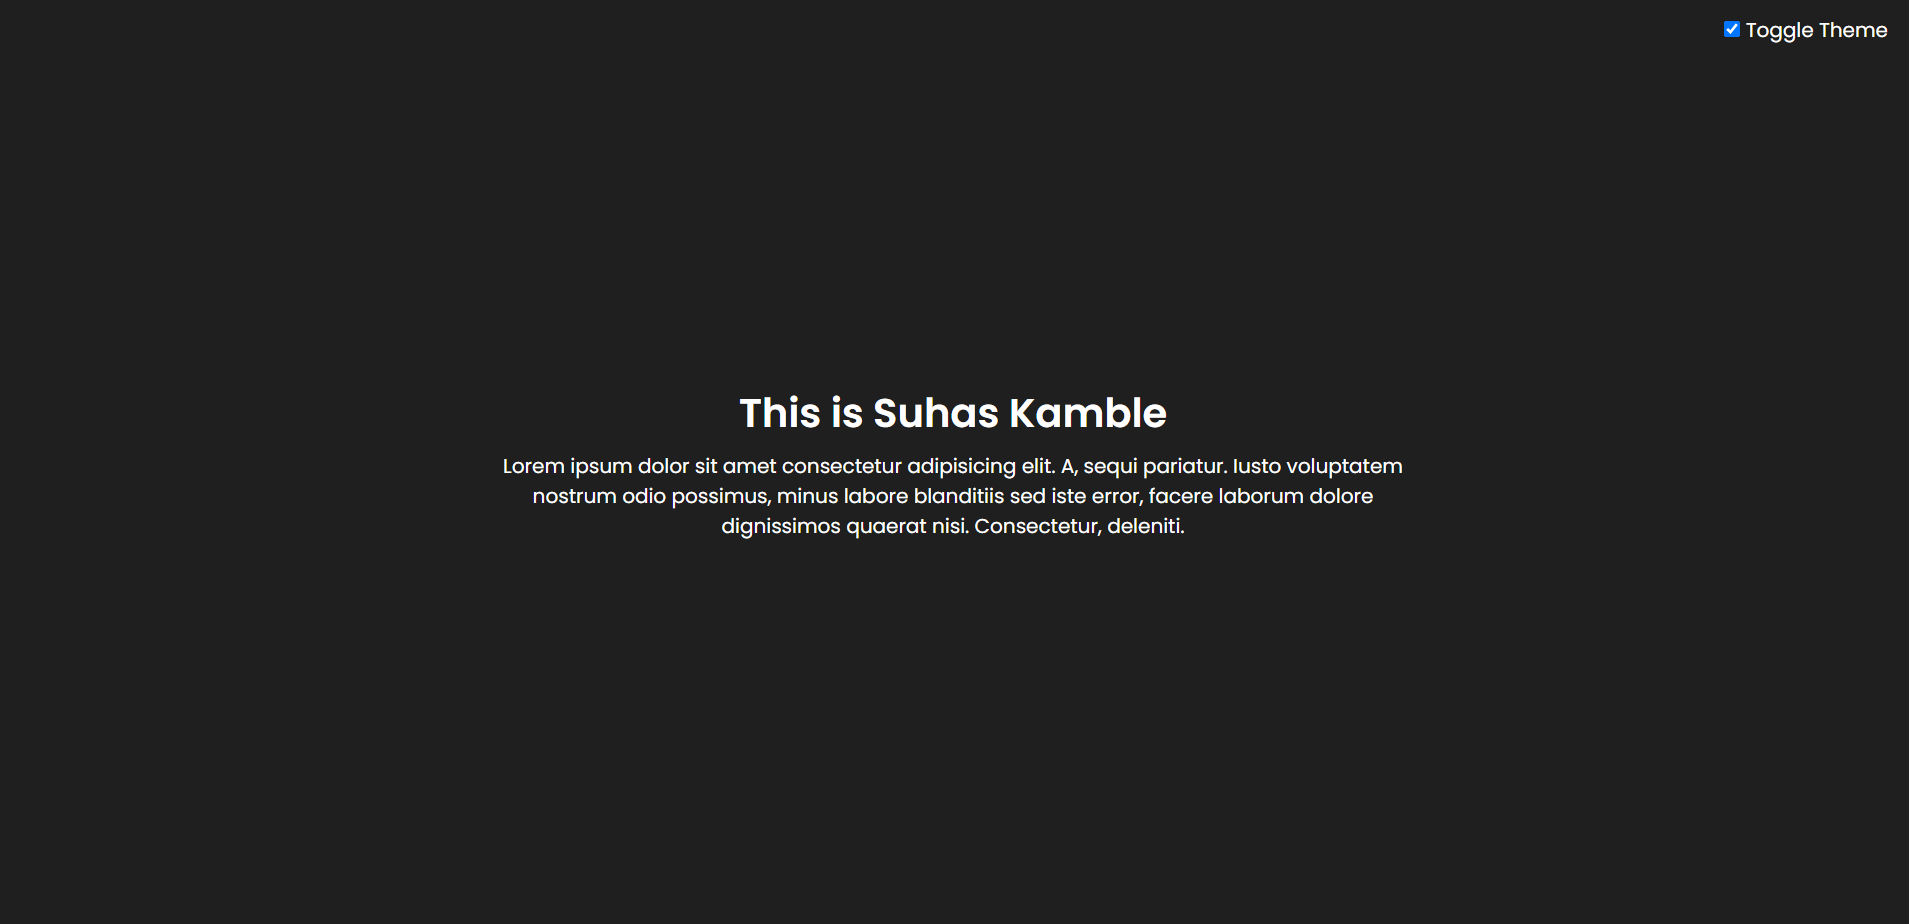 Toggle Theme
This is Suhas Kamble
Lorem ipsum dolor sit amet consectetur adipisicing elit. A, sequi pariatur. Iusto voluptatem
nostrum odio possimus, minus labore blanditiis sed iste error, facere laborum dolore
dignissimos quaerat nisi. Consectetur, deleniti.